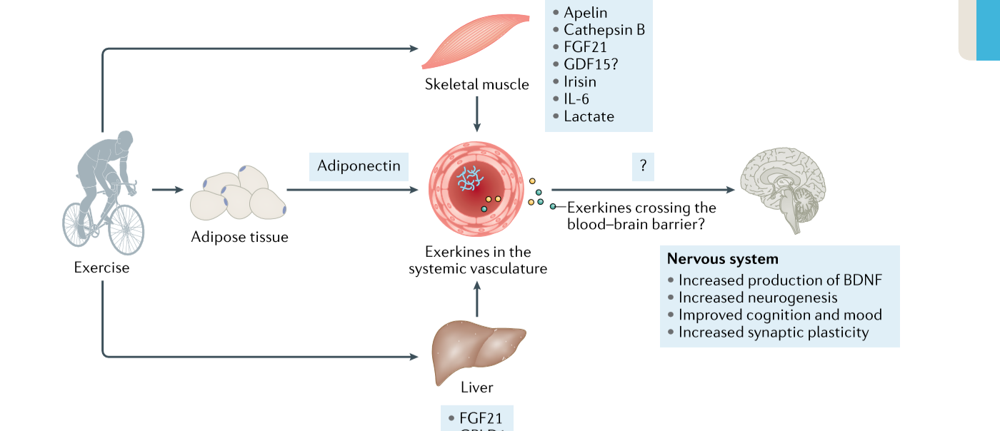 • Apelin
• Cathepsin B
• FGF21
• GDF15?
• Irisin
• IL-6
• Lactate
Skeletal muscle
Adiponectin
?
Exerkines crossing the
blood–brain barrier?
Adipose tissue
Exercise
Exerkines in the
systemic vasculature
Nervous system
• Increased production of BDNF
• Increased neurogenesis
• Improved cognition and mood
• Increased synaptic plasticity
Liver
• FGF21